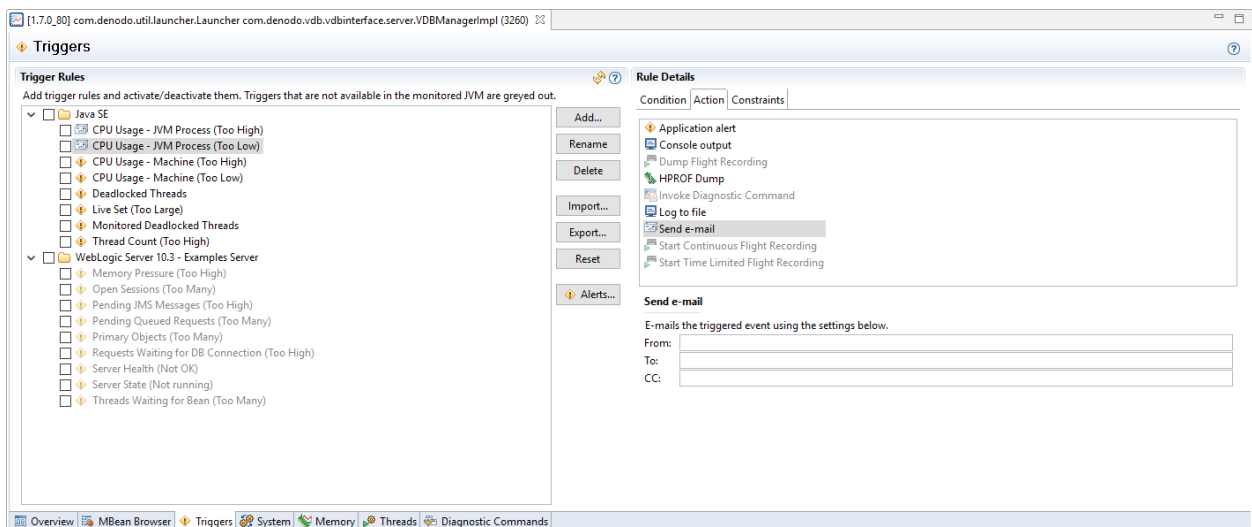 [1.7.0_80] com.denodo.util.launcher.Launcher com.denodo.vdb.vdbinterface.server.VDBManagerImpl (3260)
Triggers
Trigger Rules
Add trigger rules and activate/deactivate them. Triggers that are not available in the monitored JVM are greyed out.
Java SE
CPU Usage - JVM Process (Too High)
CPU Usage - JVM Process (Too Low)
CPU Usage - Machine (Too High)
CPU Usage - Machine (Too Low)
Deadlocked Threads
Live Set (Too Large)
Monitored Deadlocked Threads
Thread Count (Too High)
WebLogic Server 10.3 - Examples Server
Memory Pressure (Too High)
Open Sessions (Too Many)
Pending JMS Messages (Too High)
Pending Queued Requests (Too Many)
Primary Objects (Too Many)
Requests Waiting for DB Connection (Too High)
Server Health (Not OK)
Server State (Not running)
Threads Waiting for Bean (Too Many)
Add...
Rename
Delete
Import...
Export...
Reset
Alerts...
Rule Details
Condition Action Constraints
Application alert
Console output
Dump Flight Recording
HPROF Dump
Invoke Diagnostic Command
Log to file
Send e-mail
Start Continuous Flight Recording
Start Time Limited Flight Recording
Send e-mail
E-mails the triggered event using the settings below.
From:
To:
CC:
Overview MBean Browser Triggers System Memory Threads Diagnostic Commands